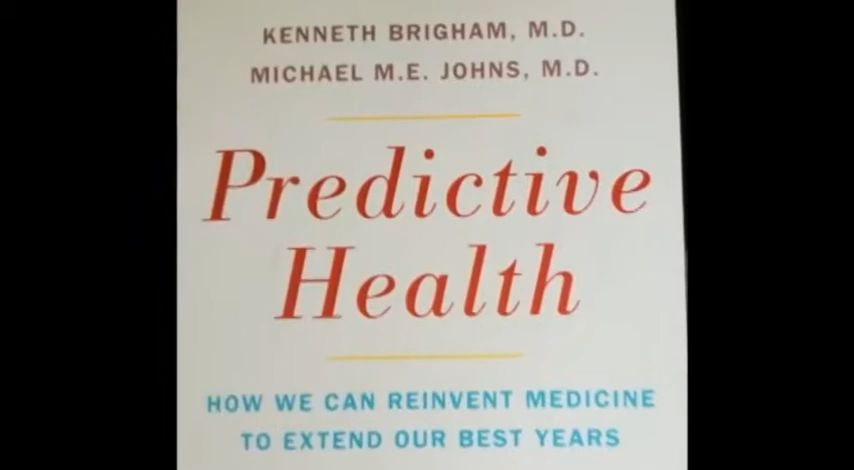 KENNETH BRIGHAM, M.D.
MICHAEL M.E. JOHNS, M.D.
Predictive
Health
HOW WE CAN REINVENT MEDICINE
TO EXTEND OUR BEST YEARS